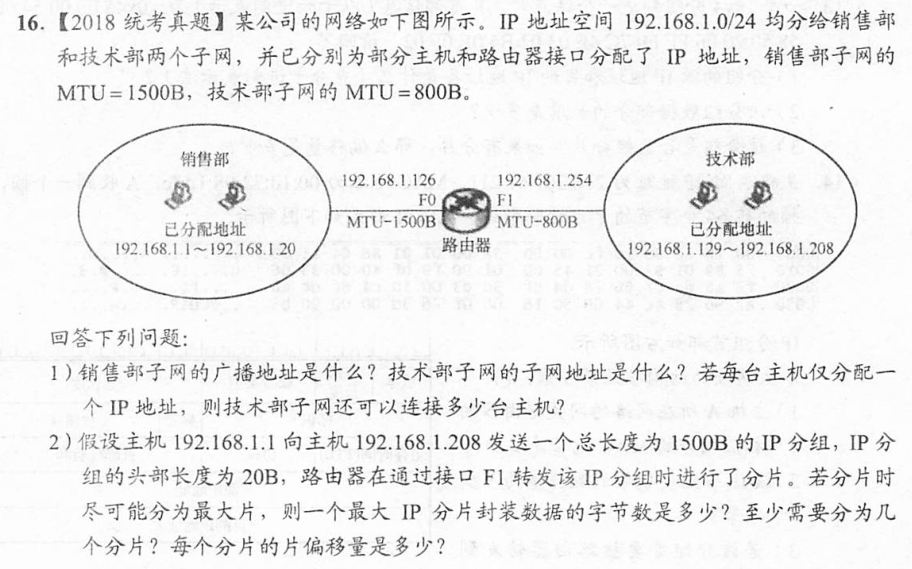 16.【2018 统考真题】某公司的网络如下图所示。IP 地址空间 192.168.1.0/24 均分给销售部
和技术部两个子网，并已分别为部分主机和路由器接口分配了 IP 地址，销售部子网的
MTU=1500B，技术部子网的 MTU=800B。
销售部
已分配地址
192.168.1.1～192.168.1.20
192.168.1.126
F0
MTU-1500B
192.168.1.254
F1
MTU-800B
路由器
技术部
已分配地址
192.168.1.129～192.168.1.208
回答下列问题:
1）销售部子网的广播地址是什么？技术部子网的子网地址是什么？若每台主机仅分配一
个 IP 地址，则技术部子网还可以连接多少台主机？
2）假设主机 192.168.1.1 向主机 192.168.1.208 发送一个总长度为 1500B 的 IP 分组，IP 分
组的头部长度为 20B，路由器在通过接口 F1 转发该 IP 分组时进行了分片。若分片时
尽可能分为最大片，则一个最大 IP 分片封装数据的字节数是多少？至少需要分为几
个分片？每个分片的片偏移量是多少？